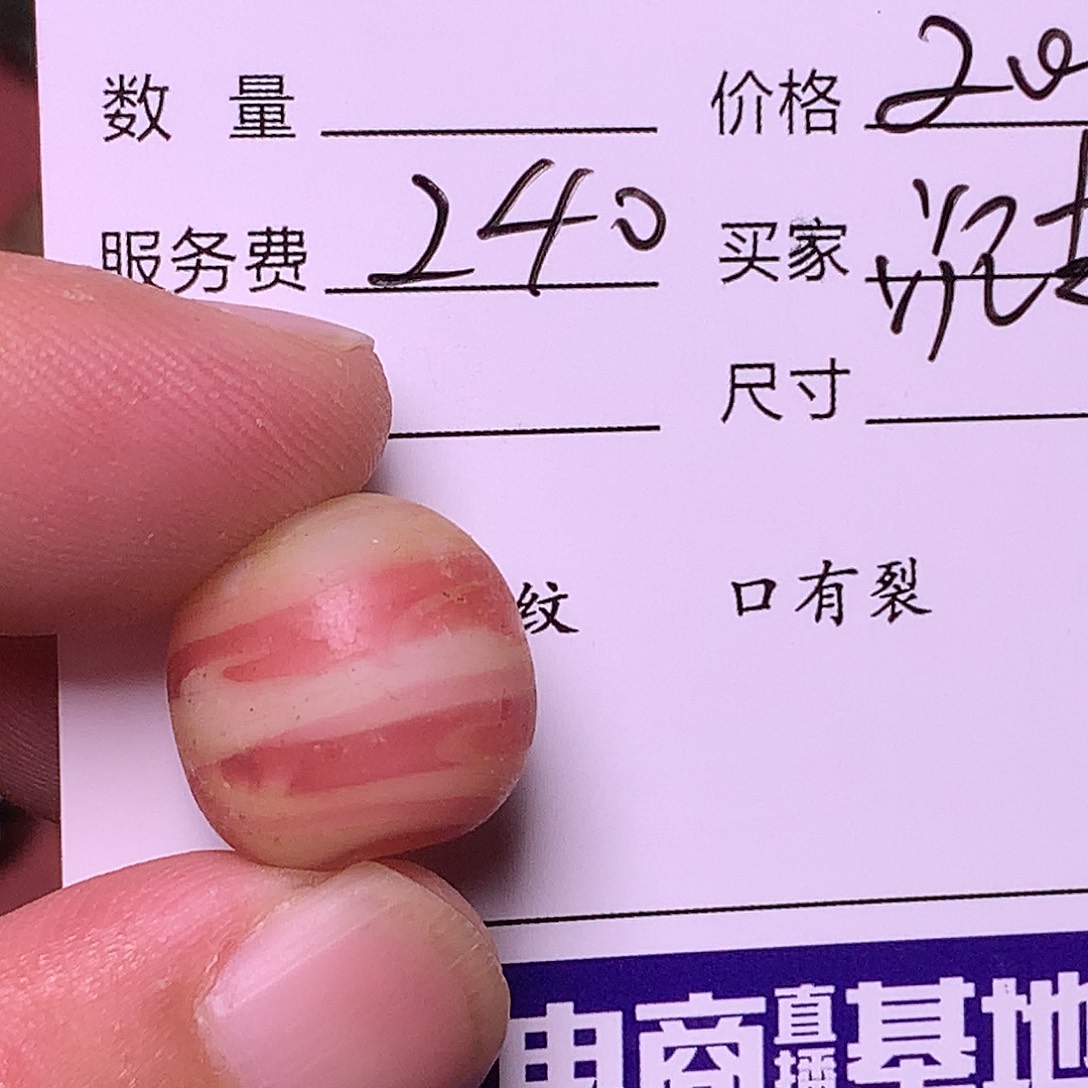 数 量 价格 20
服务费 240 买家
尺寸
纹 口有裂
电商直播基地